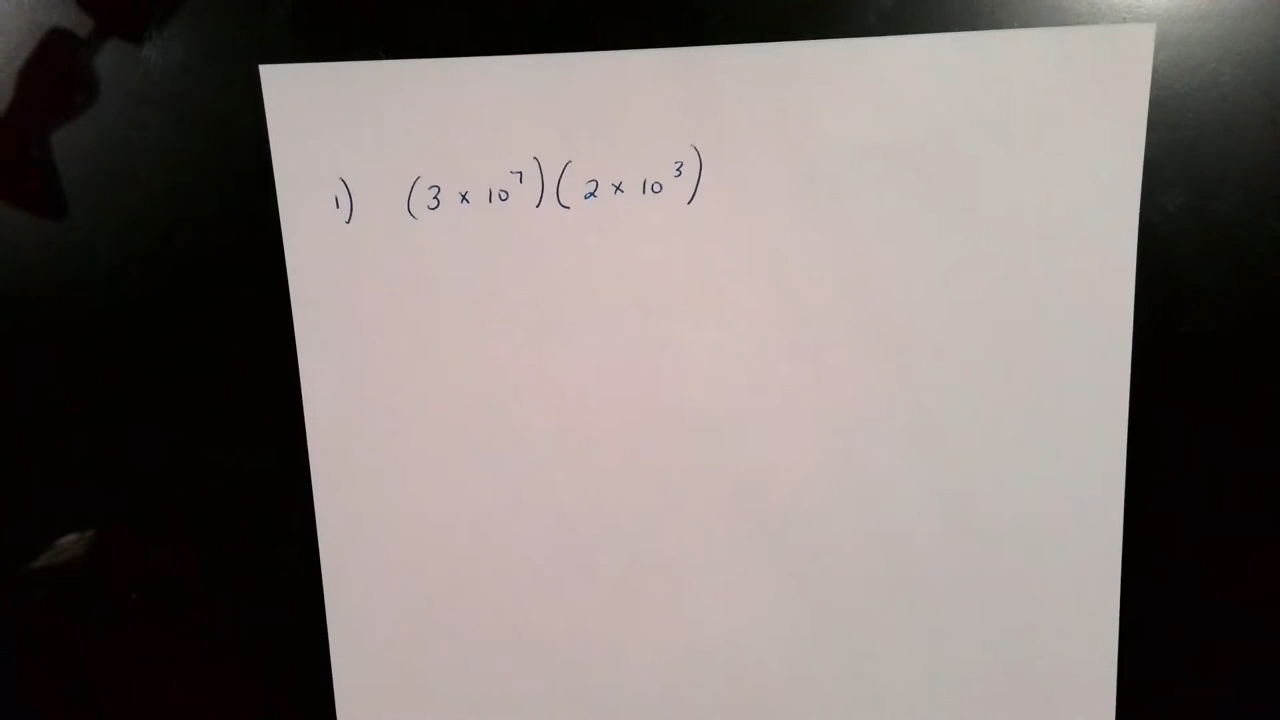 1) (3 × 10⁷)(2 × 10³)